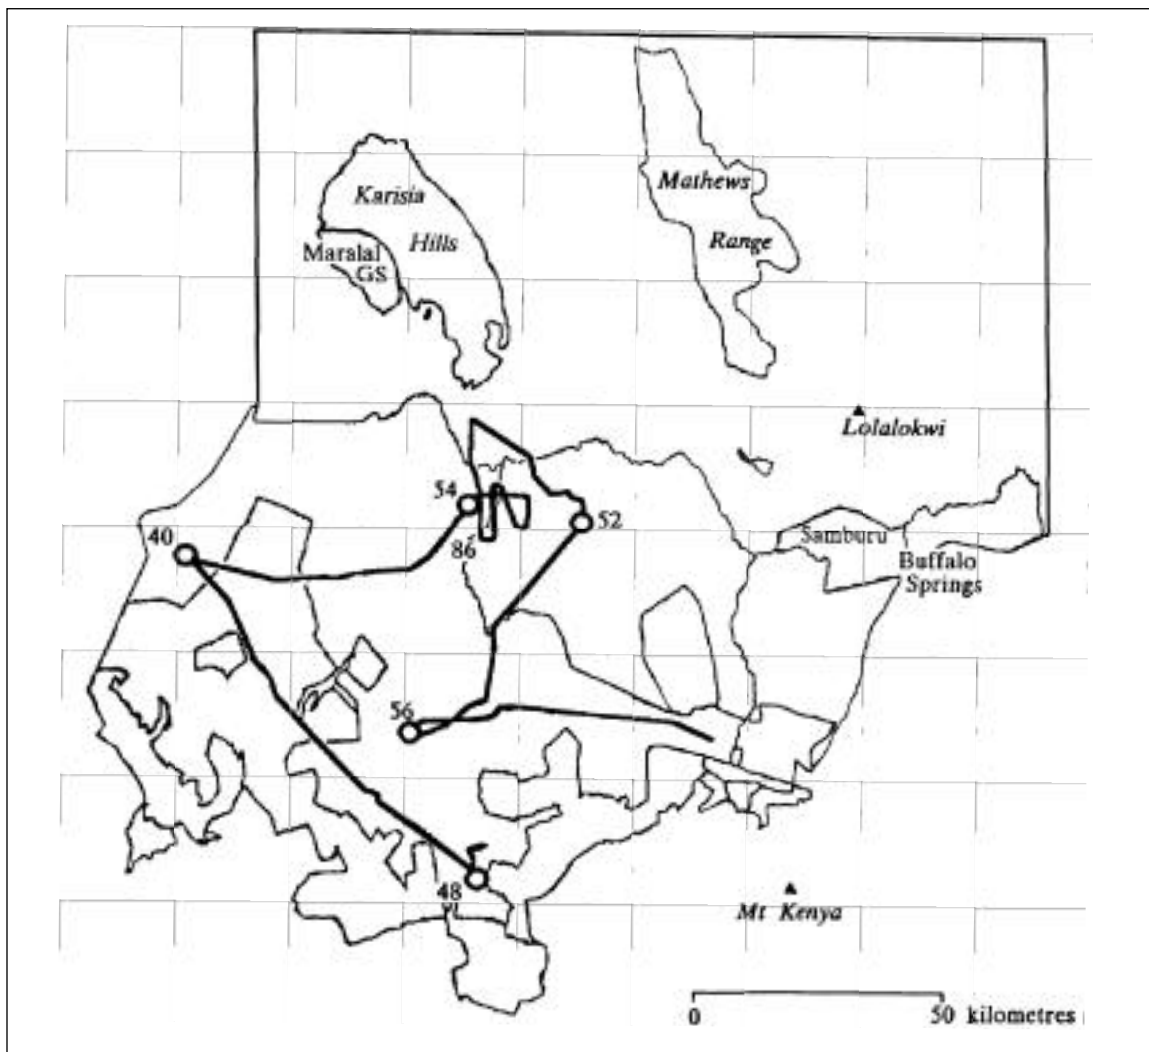 Karisia
Hills
Maralal
GS
Mathews
Range
Lolalokwi
54
52
40
86
Samburu
Buffalo
Springs
56
48
Mt Kenya
0 50 kilometres